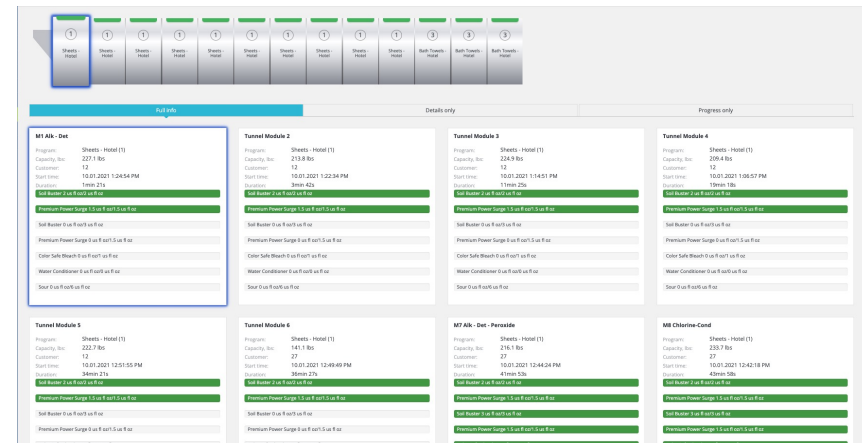 1 1 1 1 1 1 1 1 1 3 3 3
Sheets - Hotel Sheets - Hotel Sheets - Hotel Sheets - Hotel Sheets - Hotel Sheets - Hotel Sheets - Hotel Sheets - Hotel Sheets - Hotel Bath Towels - Hotel Bath Towels - Hotel Bath Towels - Hotel
Full info Details only Progress only
M1 Alk - Det
Program: Sheets - Hotel (1)
Capacity, lbs: 227.1 lbs
Customer: 12
Start time: 10.01.2021 1:24:54 PM
Duration: 1min 21s
Soil Buster 2 us fl oz/2 us fl oz
Premium Power Surge 1.5 us fl oz/1.5 us fl oz
Soil Buster 0 us fl oz/3 us fl oz
Premium Power Surge 0 us fl oz/1.5 us fl oz
Color Safe Bleach 0 us fl oz/1 us fl oz
Water Conditioner 0 us fl oz/0 us fl oz
Sour 0 us fl oz/6 us fl oz
Tunnel Module 2
Program: Sheets - Hotel (1)
Capacity, lbs: 213.8 lbs
Customer: 12
Start time: 10.01.2021 1:22:34 PM
Duration: 3min 42s
Soil Buster 2 us fl oz/2 us fl oz
Premium Power Surge 1.5 us fl oz/1.5 us fl oz
Soil Buster 0 us fl oz/3 us fl oz
Premium Power Surge 0 us fl oz/1.5 us fl oz
Color Safe Bleach 0 us fl oz/1 us fl oz
Water Conditioner 0 us fl oz/0 us fl oz
Sour 0 us fl oz/6 us fl oz
Tunnel Module 3
Program: Sheets - Hotel (1)
Capacity, lbs: 224.9 lbs
Customer: 12
Start time: 10.01.2021 1:14:51 PM
Duration: 11min 25s
Soil Buster 2 us fl oz/2 us fl oz
Premium Power Surge 1.5 us fl oz/1.5 us fl oz
Soil Buster 0 us fl oz/3 us fl oz
Premium Power Surge 0 us fl oz/1.5 us fl oz
Color Safe Bleach 0 us fl oz/1 us fl oz
Water Conditioner 0 us fl oz/0 us fl oz
Sour 0 us fl oz/6 us fl oz
Tunnel Module 4
Program: Sheets - Hotel (1)
Capacity, lbs: 209.4 lbs
Customer: 12
Start time: 10.01.2021 1:06:57 PM
Duration: 19min 18s
Soil Buster 2 us fl oz/2 us fl oz
Premium Power Surge 1.5 us fl oz/1.5 us fl oz
Soil Buster 0 us fl oz/3 us fl oz
Premium Power Surge 0 us fl oz/1.5 us fl oz
Color Safe Bleach 0 us fl oz/1 us fl oz
Water Conditioner 0 us fl oz/0 us fl oz
Sour 0 us fl oz/6 us fl oz
Tunnel Module 5
Program: Sheets - Hotel (1)
Capacity, lbs: 222.7 lbs
Customer: 12
Start time: 10.01.2021 12:51:55 PM
Duration: 34min 21s
Soil Buster 2 us fl oz/2 us fl oz
Premium Power Surge 1.5 us fl oz/1.5 us fl oz
Soil Buster 0 us fl oz/3 us fl oz
Premium Power Surge 0 us fl oz/1.5 us fl oz
Tunnel Module 6
Program: Sheets - Hotel (1)
Capacity, lbs: 141.1 lbs
Customer: 27
Start time: 10.01.2021 12:49:49 PM
Duration: 36min 27s
Soil Buster 2 us fl oz/2 us fl oz
Premium Power Surge 1.5 us fl oz/1.5 us fl oz
Soil Buster 0 us fl oz/3 us fl oz
Premium Power Surge 0 us fl oz/1.5 us fl oz
M7 Alk - Det - Peroxide
Program: Sheets - Hotel (1)
Capacity, lbs: 216.1 lbs
Customer: 27
Start time: 10.01.2021 12:44:24 PM
Duration: 41min 53s
Soil Buster 2 us fl oz/2 us fl oz
Premium Power Surge 1.5 us fl oz/1.5 us fl oz
Soil Buster 3 us fl oz/3 us fl oz
Premium Power Surge 1.5 us fl oz/1.5 us fl oz
M8 Chlorine-Cond
Program: Sheets - Hotel (1)
Capacity, lbs: 233.7 lbs
Customer: 27
Start time: 10.01.2021 12:42:18 PM
Duration: 43min 58s
Soil Buster 2 us fl oz/2 us fl oz
Premium Power Surge 1.5 us fl oz/1.5 us fl oz
Soil Buster 3 us fl oz/3 us fl oz
Premium Power Surge 1.5 us fl oz/1.5 us fl oz